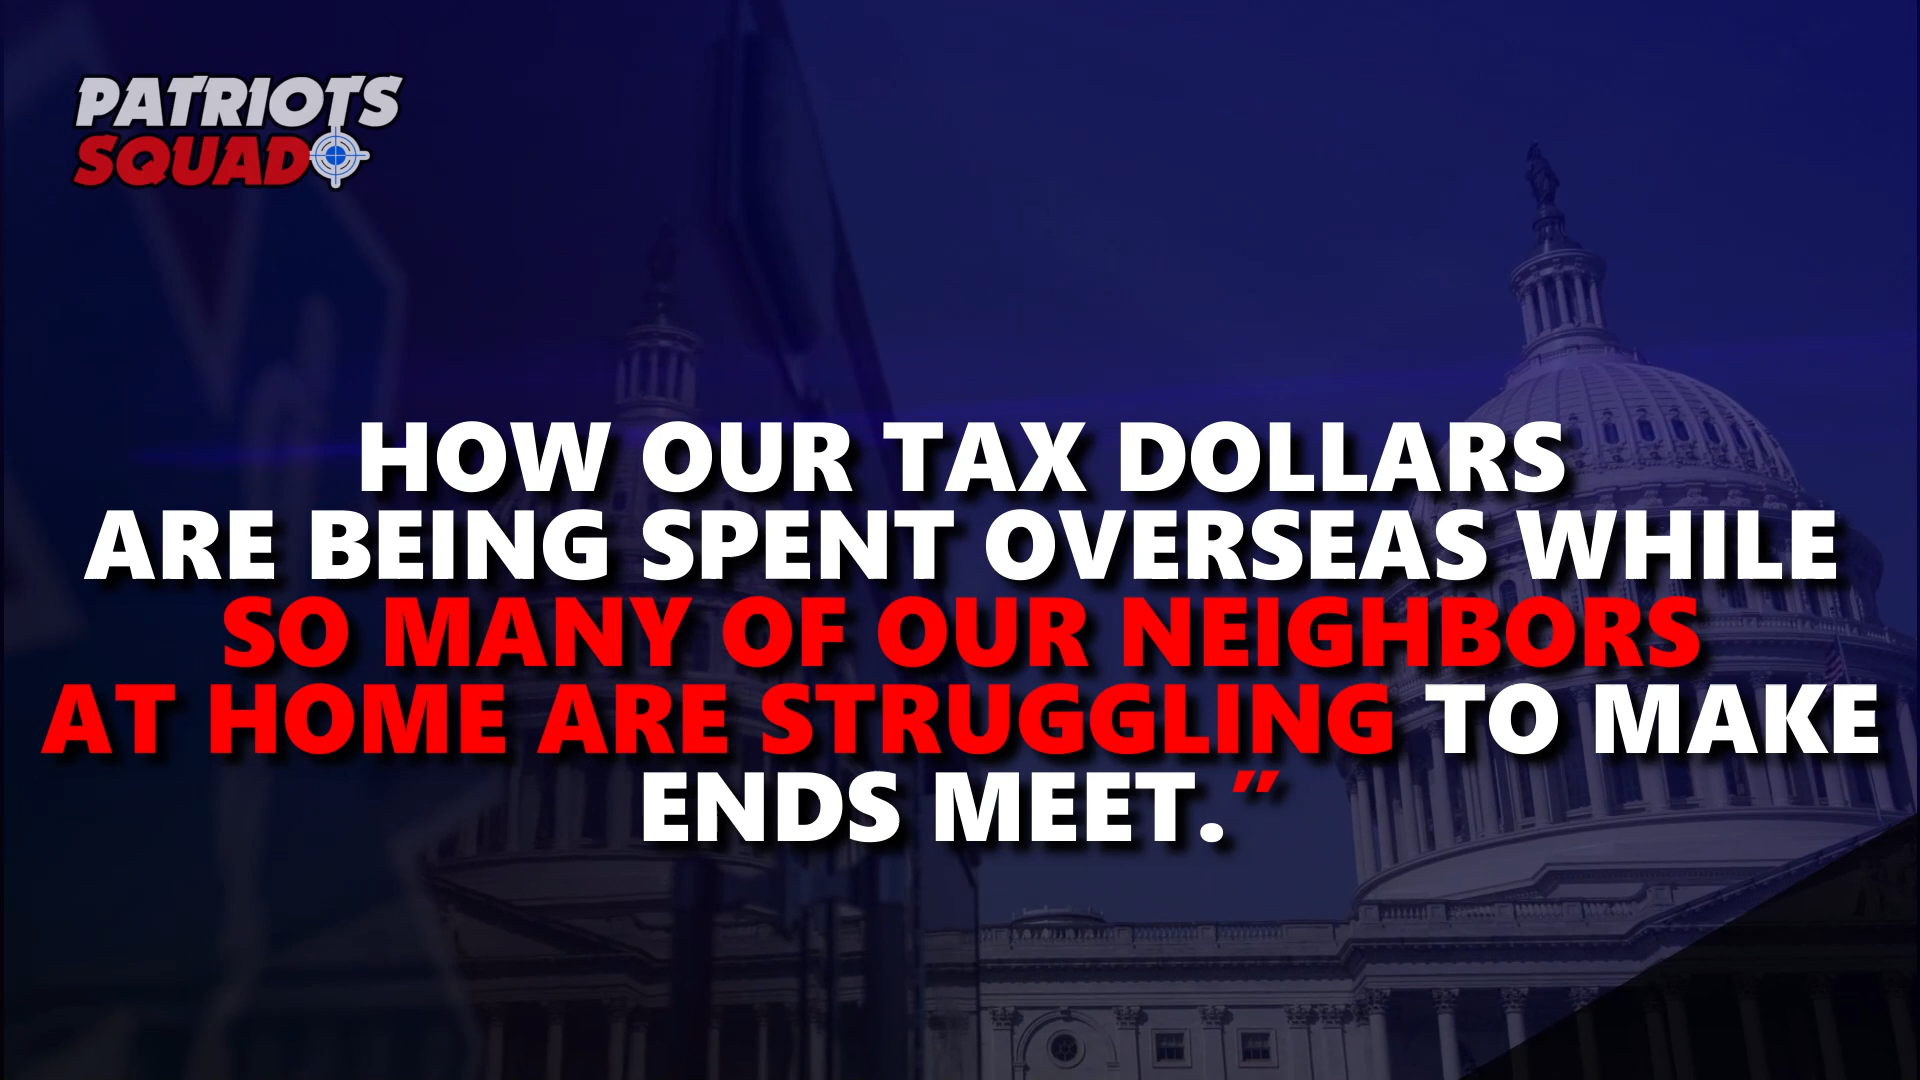 PATRIOTS
SQUAD
HOW OUR TAX DOLLARS
ARE BEING SPENT OVERSEAS WHILE
SO MANY OF OUR NEIGHBORS
AT HOME ARE STRUGGLING TO MAKE
ENDS MEET.”